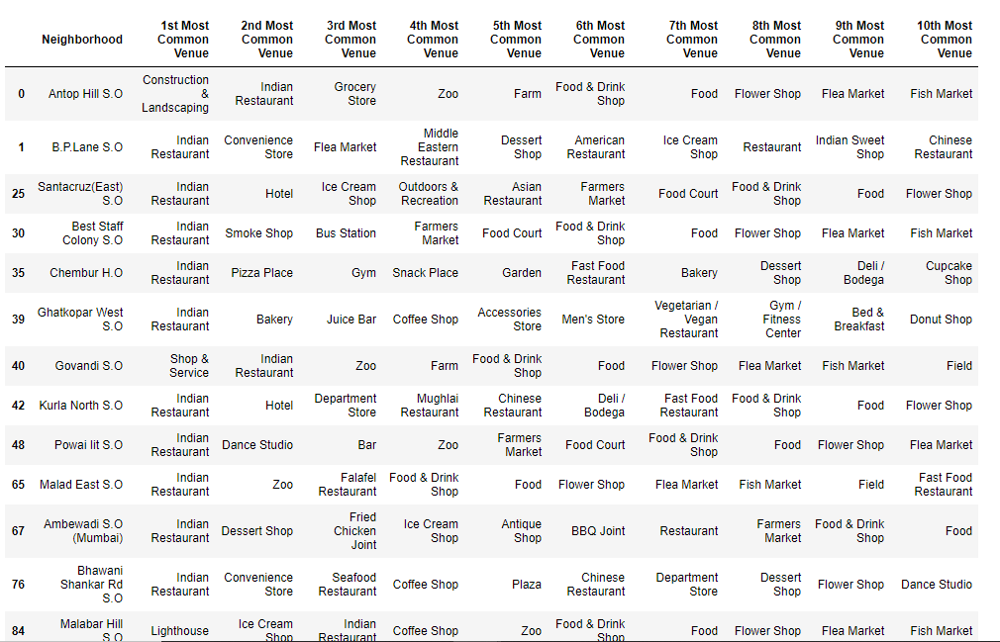 Neighborhood 1st Most Common Venue 2nd Most Common Venue 3rd Most Common Venue 4th Most Common Venue 5th Most Common Venue 6th Most Common Venue 7th Most Common Venue 8th Most Common Venue 9th Most Common Venue 10th Most Common Venue
0 Antop Hill S.O Construction & Landscaping Indian Restaurant Grocery Store Zoo Farm Food & Drink Shop Food Flower Shop Flea Market Fish Market
1 B.P.Lane S.O Indian Restaurant Convenience Store Flea Market Middle Eastern Restaurant Dessert Shop American Restaurant Ice Cream Shop Restaurant Indian Sweet Shop Chinese Restaurant
25 Santacruz(East) S.O Indian Restaurant Hotel Ice Cream Shop Outdoors & Recreation Asian Restaurant Farmers Market Food Court Food & Drink Shop Food Flower Shop
30 Best Staff Colony S.O Indian Restaurant Smoke Shop Bus Station Farmers Market Food Court Food & Drink Shop Food Flower Shop Flea Market Fish Market
35 Chembur H.O Indian Restaurant Pizza Place Gym Snack Place Garden Fast Food Restaurant Bakery Dessert Shop Deli / Bodega Cupcake Shop
39 Ghatkopar West S.O Indian Restaurant Bakery Juice Bar Coffee Shop Accessories Store Men's Store Vegetarian / Vegan Restaurant Gym / Fitness Center Bed & Breakfast Donut Shop
40 Govandi S.O Shop & Service Indian Restaurant Zoo Farm Food & Drink Shop Food Flower Shop Flea Market Fish Market Field
42 Kurla North S.O Indian Restaurant Hotel Department Store Mughlai Restaurant Chinese Restaurant Deli / Bodega Fast Food Restaurant Food & Drink Shop Food Flower Shop
48 Powai Iit S.O Indian Restaurant Dance Studio Bar Zoo Farmers Market Food Court Food & Drink Shop Food Flower Shop Flea Market
65 Malad East S.O Indian Restaurant Zoo Falafel Restaurant Food & Drink Shop Food Flower Shop Flea Market Fish Market Field Fast Food Restaurant
67 Ambewadi S.O (Mumbai) Indian Restaurant Dessert Shop Fried Chicken Joint Ice Cream Shop Antique Shop BBQ Joint Restaurant Farmers Market Food & Drink Shop Food
76 Bhawani Shankar Rd S.O Indian Restaurant Convenience Store Seafood Restaurant Coffee Shop Plaza Chinese Restaurant Department Store Dessert Shop Flower Shop Dance Studio
84 Malabar Hill S.O Lighthouse Ice Cream Shop Indian Restaurant Coffee Shop Zoo Food & Drink Shop Food Flower Shop Flea Market Fish Market